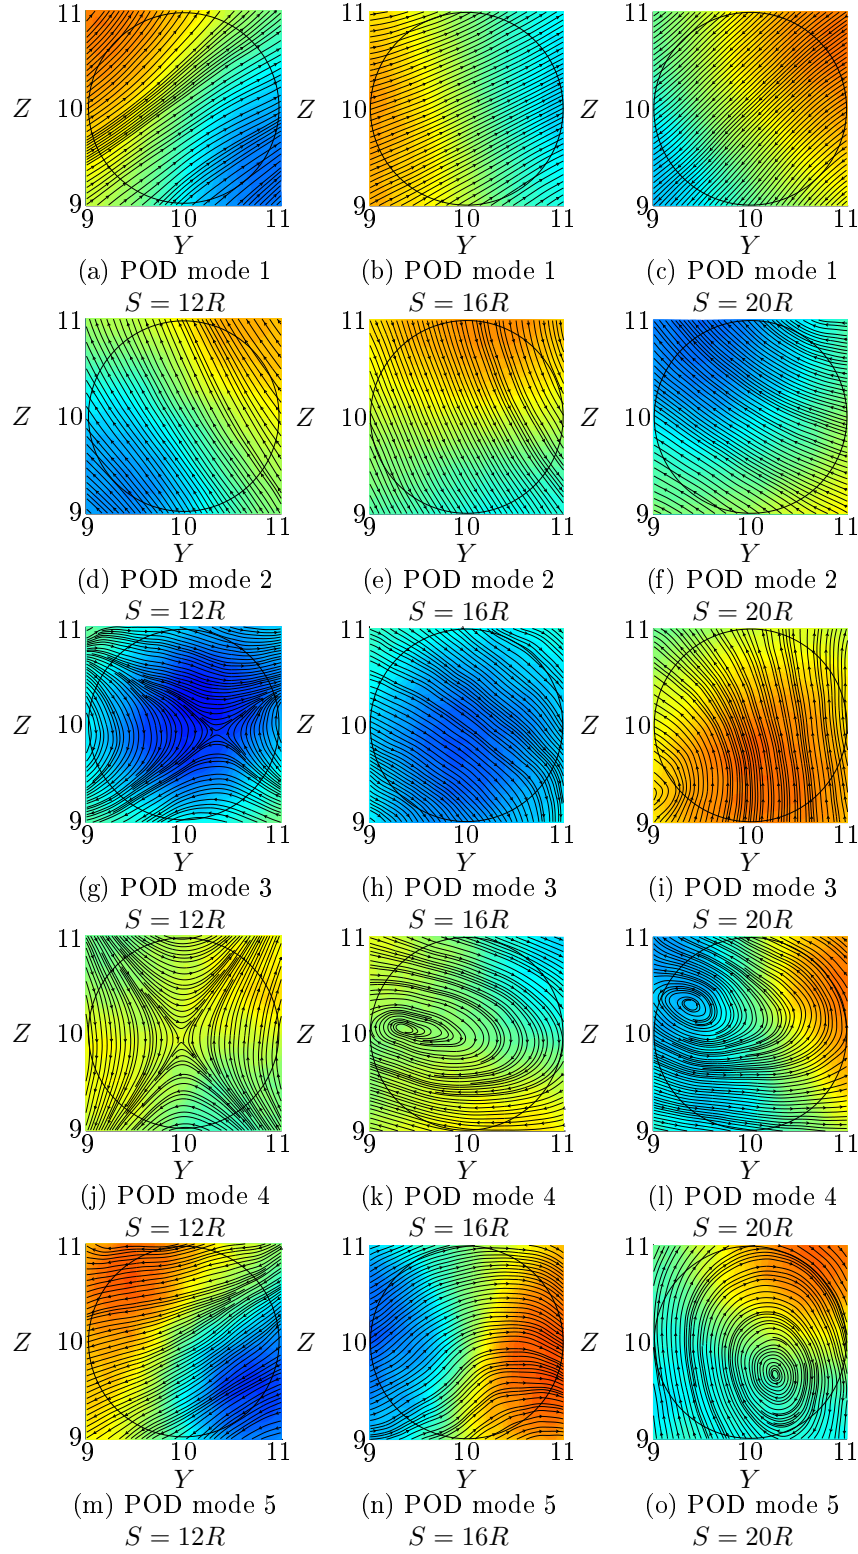 11 11 11
Z 10 Z 10 Z 10
9 9 9
9 10 11 9 10 11 9 10 11
Y Y Y
(a) POD mode 1 (b) POD mode 1 (c) POD mode 1
S = 12R S = 16R S = 20R
11 11 11
Z 10 Z 10 Z 10
9 9 9
9 10 11 9 10 11 9 10 11
Y Y Y
(d) POD mode 2 (e) POD mode 2 (f) POD mode 2
S = 12R S = 16R S = 20R
11 11 11
Z 10 Z 10 Z 10
9 9 9
9 10 11 9 10 11 9 10 11
Y Y Y
(g) POD mode 3 (h) POD mode 3 (i) POD mode 3
S = 12R S = 16R S = 20R
11 11 11
Z 10 Z 10 Z 10
9 9 9
9 10 11 9 10 11 9 10 11
Y Y Y
(j) POD mode 4 (k) POD mode 4 (l) POD mode 4
S = 12R S = 16R S = 20R
11 11 11
Z 10 Z 10 Z 10
9 9 9
9 10 11 9 10 11 9 10 11
Y Y Y
(m) POD mode 5 (n) POD mode 5 (o) POD mode 5
S = 12R S = 16R S = 20R